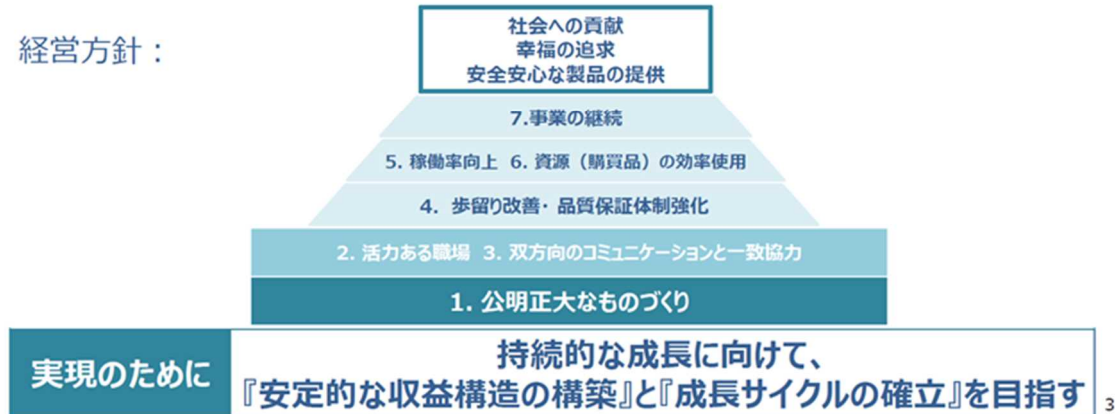 経営方針：
社会への貢献
幸福の追求
安全安心な製品の提供
7.事業の継続
5. 稼働率向上 6. 資源（購買品）の効率使用
4. 歩留り改善・品質保証体制強化
2. 活力ある職場 3. 双方向のコミュニケーションと一致協力
1. 公明正大なものづくり
実現のために
持続的な成長に向けて、
『安定的な収益構造の構築』と『成長サイクルの確立』を目指す
3